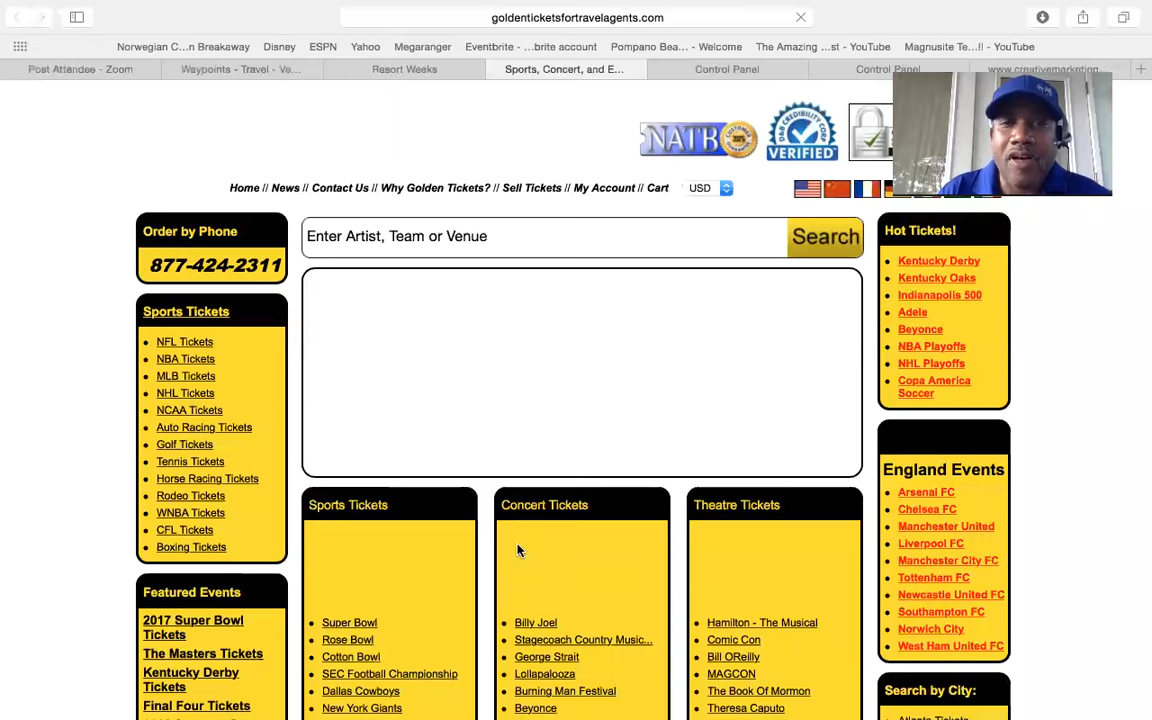 goldenticketsfortravelagents.com
Norwegian C...n Breakaway Disney ESPN Yahoo Megaranger Eventbrite - ...brite account Pompano Bea... - Welcome The Amazing ...st - YouTube Magnusite Te...!! - YouTube
Post Attendee - Zoom Waypoints - Travel - Ve... Resort Weeks Sports, Concert, and E... Control Panel Control Panel www.creativemarketing...
NATB
D&B CREDIBILITY CORP
VERIFIED
Home // News // Contact Us // Why Golden Tickets? // Sell Tickets // My Account // Cart USD
Order by Phone
877-424-2311
Enter Artist, Team or Venue Search
Sports Tickets
NFL Tickets
NBA Tickets
MLB Tickets
NHL Tickets
NCAA Tickets
Auto Racing Tickets
Golf Tickets
Tennis Tickets
Horse Racing Tickets
Rodeo Tickets
WNBA Tickets
CFL Tickets
Boxing Tickets
Featured Events
2017 Super Bowl
Tickets
The Masters Tickets
Kentucky Derby
Tickets
Final Four Tickets
Sports Tickets
Super Bowl
Rose Bowl
Cotton Bowl
SEC Football Championship
Dallas Cowboys
New York Giants
Concert Tickets
Billy Joel
Stagecoach Country Music...
George Strait
Lollapalooza
Burning Man Festival
Beyonce
Theatre Tickets
Hamilton - The Musical
Comic Con
Bill OReilly
MAGCON
The Book Of Mormon
Theresa Caputo
Hot Tickets!
Kentucky Derby
Kentucky Oaks
Indianapolis 500
Adele
Beyonce
NBA Playoffs
NHL Playoffs
Copa America
Soccer
England Events
Arsenal FC
Chelsea FC
Manchester United
Liverpool FC
Manchester City FC
Tottenham FC
Newcastle United FC
Southampton FC
Norwich City
West Ham United FC
Search by City: